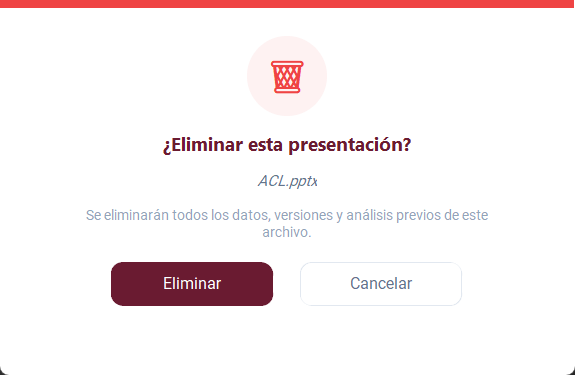 ¿Eliminar esta presentación?
ACL.pptx
Se eliminarán todos los datos, versiones y análisis previos de este
archivo.
Eliminar
Cancelar